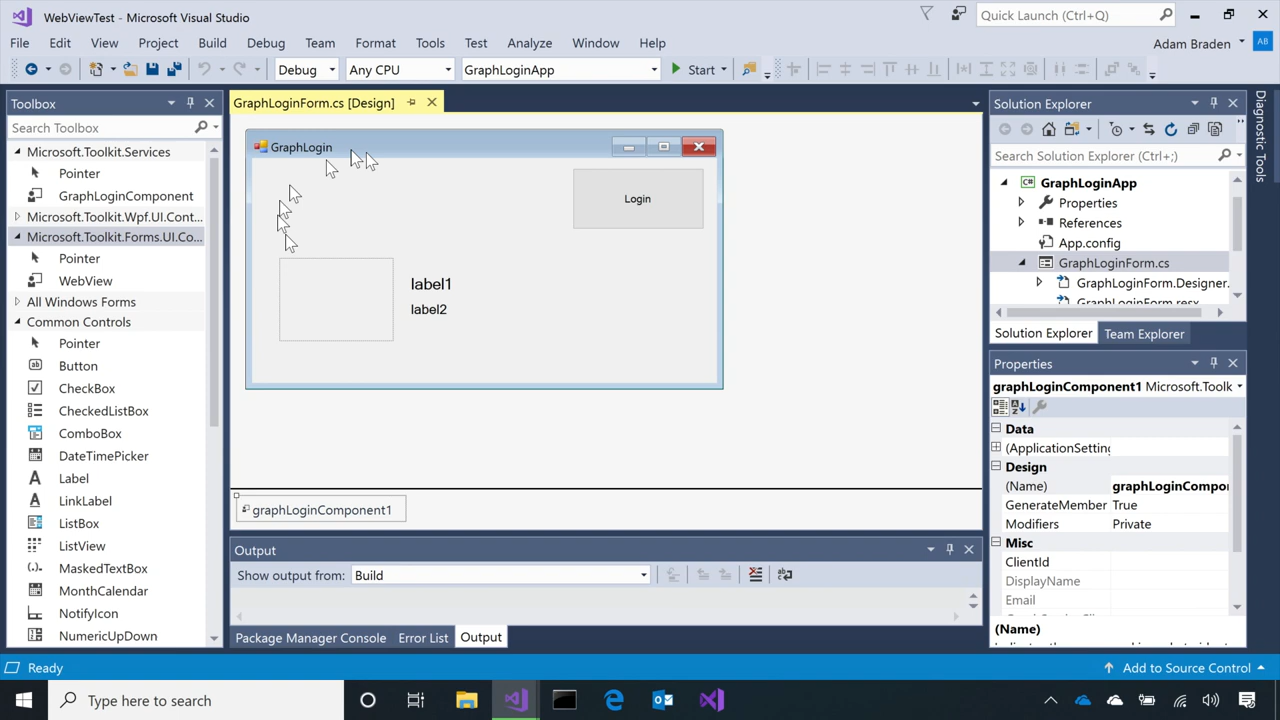 WebViewTest - Microsoft Visual Studio
Quick Launch (Ctrl+Q)
File Edit View Project Build Debug Team Format Tools Test Analyze Window Help
Adam Braden
AB
Debug Any CPU GraphLoginApp Start
Toolbox
Search Toolbox
Microsoft.Toolkit.Services
Pointer
GraphLoginComponent
Microsoft.Toolkit.Wpf.UI.Cont...
Microsoft.Toolkit.Forms.UI.Co...
Pointer
WebView
All Windows Forms
Common Controls
Pointer
Button
CheckBox
CheckedListBox
ComboBox
DateTimePicker
Label
LinkLabel
ListBox
ListView
MaskedTextBox
MonthCalendar
NotifyIcon
NumericUpDown
GraphLoginForm.cs [Design]
GraphLogin
Login
label1
label2
graphLoginComponent1
Output
Show output from: Build
Package Manager Console Error List Output
Solution Explorer
Search Solution Explorer (Ctrl+;)
GraphLoginApp
Properties
References
App.config
GraphLoginForm.cs
GraphLoginForm.Designer.
GraphLoginForm.resx
Solution Explorer Team Explorer
Properties
graphLoginComponent1 Microsoft.Toolk
Data
(ApplicationSetting
Design
(Name) graphLoginCompor
GenerateMember True
Modifiers Private
Misc
ClientId
DisplayName
Email
(Name)
Diagnostic Tools
Ready
Add to Source Control
Type here to search